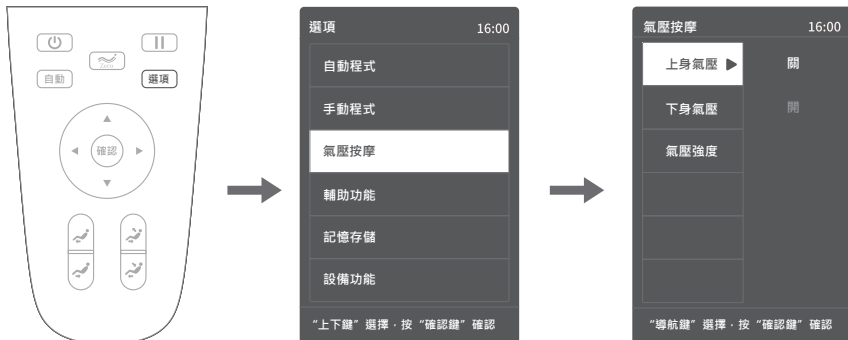 Zero
自動
選項
確認
選項 16:00
自動程式
手動程式
氣壓按摩
輔助功能
記憶存儲
設備功能
“上下鍵”選擇．按“確認鍵”確認
氣壓按摩 16:00
上身氣壓 關
下身氣壓 開
氣壓強度
“導航鍵”選擇．按“確認鍵”確認